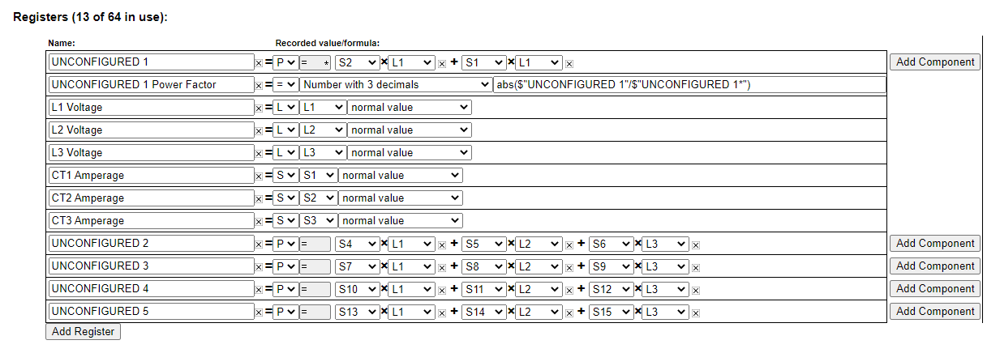 Registers (13 of 64 in use):
Name: Recorded value/formula:
UNCONFIGURED 1 x = P = * S2 × L1 x + S1 × L1 x Add Component
UNCONFIGURED 1 Power Factor x = = Number with 3 decimals abs($"UNCONFIGURED 1"/$"UNCONFIGURED 1*")
L1 Voltage x = L L1 normal value
L2 Voltage x = L L2 normal value
L3 Voltage x = L L3 normal value
CT1 Amperage x = S S1 normal value
CT2 Amperage x = S S2 normal value
CT3 Amperage x = S S3 normal value
UNCONFIGURED 2 x = P = S4 × L1 x + S5 × L2 x + S6 × L3 x Add Component
UNCONFIGURED 3 x = P = S7 × L1 x + S8 × L2 x + S9 × L3 x Add Component
UNCONFIGURED 4 x = P = S10 × L1 x + S11 × L2 x + S12 × L3 x Add Component
UNCONFIGURED 5 x = P = S13 × L1 x + S14 × L2 x + S15 × L3 x Add Component
Add Register